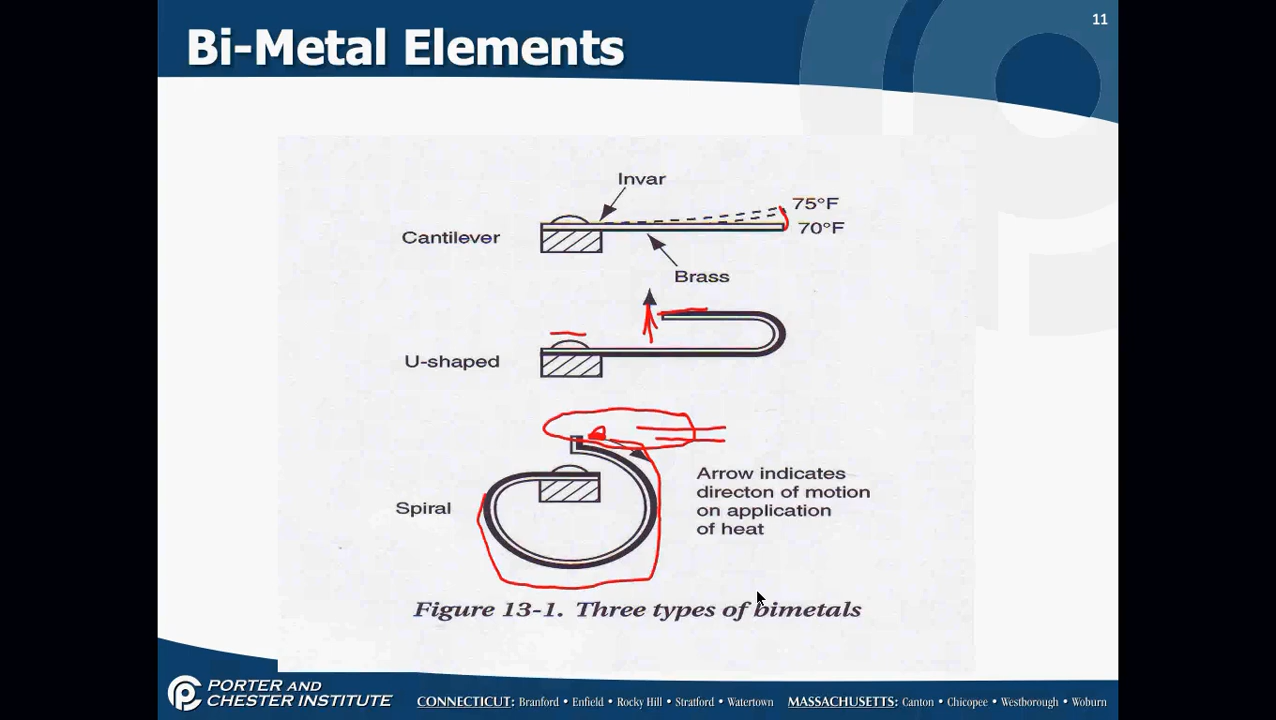 11
Bi-Metal Elements
Invar
75°F
70°F
Cantilever
Brass
U-shaped
Spiral
Arrow indicates
directon of motion
on application
of heat
Figure 13-1. Three types of bimetals
PORTER AND
CHESTER INSTITUTE
CONNECTICUT: Branford • Enfield • Rocky Hill • Stratford • Watertown MASSACHUSETTS: Canton • Chicopee • Westborough • Woburn